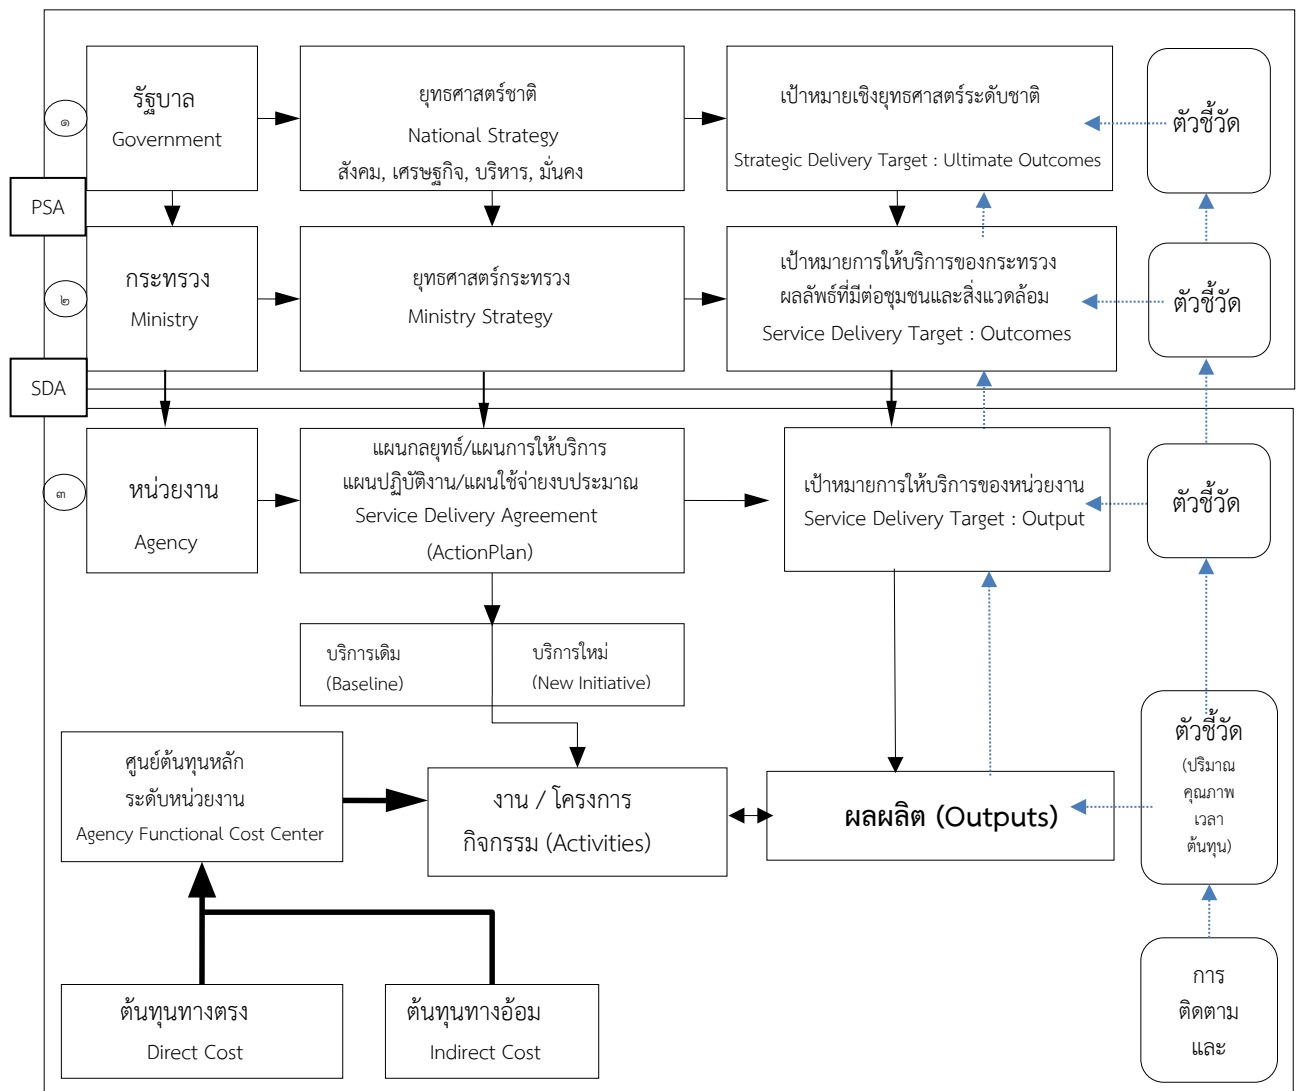 ๑
รัฐบาล
Government
ยุทธศาสตร์ชาติ
National Strategy
สังคม, เศรษฐกิจ, บริหาร, มั่นคง
เป้าหมายเชิงยุทธศาสตร์ระดับชาติ
Strategic Delivery Target : Ultimate Outcomes
ตัวชี้วัด
PSA
๒
กระทรวง
Ministry
ยุทธศาสตร์กระทรวง
Ministry Strategy
เป้าหมายการให้บริการของกระทรวง
ผลลัพธ์ที่มีต่อชุมชนและสิ่งแวดล้อม
Service Delivery Target : Outcomes
ตัวชี้วัด
SDA
๓
หน่วยงาน
Agency
แผนกลยุทธ์/แผนการให้บริการ
แผนปฏิบัติงาน/แผนใช้จ่ายงบประมาณ
Service Delivery Agreement
(ActionPlan)
เป้าหมายการให้บริการของหน่วยงาน
Service Delivery Target : Output
ตัวชี้วัด
บริการเดิม
(Baseline)
บริการใหม่
(New Initiative)
ศูนย์ต้นทุนหลัก
ระดับหน่วยงาน
Agency Functional Cost Center
งาน / โครงการ
กิจกรรม (Activities)
ผลผลิต (Outputs)
ตัวชี้วัด
(ปริมาณ
คุณภาพ
เวลา
ต้นทุน)
ต้นทุนทางตรง
Direct Cost
ต้นทุนทางอ้อม
Indirect Cost
การ
ติดตาม
และ